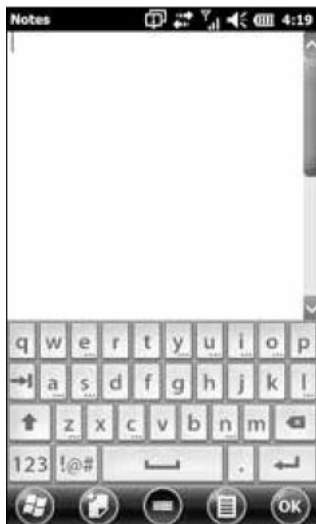 Notes 4:19
q w e r t y u i o p
a s d f g h j k l
z x c v b n m
123 !@# .
OK